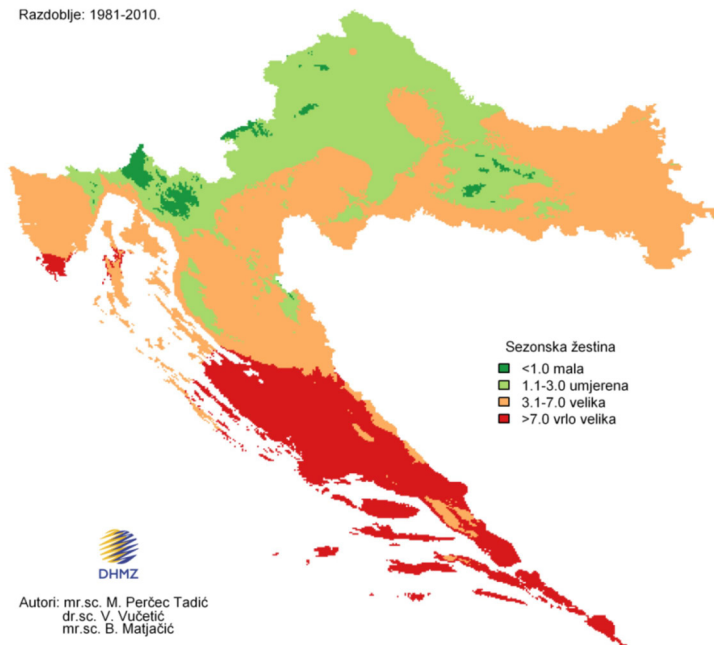 Razdoblje: 1981-2010.
Sezonska žestina
<1.0 mala
1.1-3.0 umjerena
3.1-7.0 velika
>7.0 vrlo velika
DHMZ
Autori: mr.sc. M. Perčec Tadić
dr.sc. V. Vučetić
mr.sc. B. Matjačić